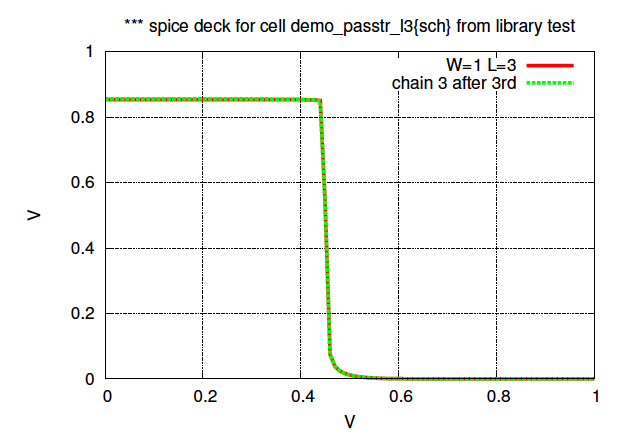 *** spice deck for cell demo_passtr_l3{sch} from library test
1
W=1 L=3
chain 3 after 3rd
0.8
0.6
V
0.4
0.2
0
0 0.2 0.4 0.6 0.8 1
V